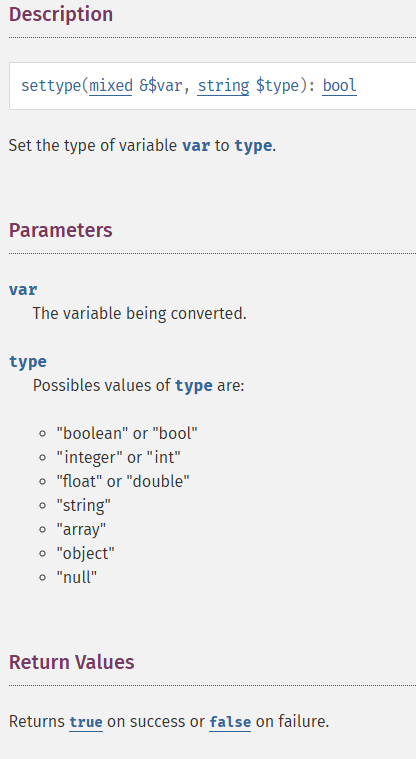 Description
settype(mixed &$var, string $type): bool
Set the type of variable var to type.
Parameters
var
The variable being converted.
type
Possibles values of type are:
"boolean" or "bool"
"integer" or "int"
"float" or "double"
"string"
"array"
"object"
"null"
Return Values
Returns true on success or false on failure.